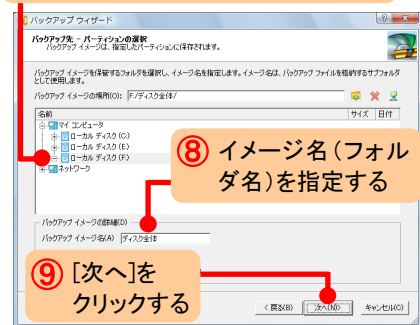 バックアップ ウィザード
バックアップ先 - パーティションの選択
バックアップ イメージは、指定したパーティションに保存されます。
バックアップ イメージを保管するフォルダを選択し、イメージ名を指定します。イメージ名は、バックアップ ファイルを格納するサブフォルダ
として使用します。
バックアップ イメージの場所(O): F:/ディスク全体/
名前 サイズ 日付
マイ コンピュータ
ローカル ディスク (C:)
ローカル ディスク (E:)
ローカル ディスク (F:)
ネットワーク
⑧ イメージ名(フォル
ダ名)を指定する
バックアップ イメージの詳細(D)
バックアップ イメージ名(A) ディスク全体
⑨ [次へ]を
クリックする
< 戻る(B) 次へ(N)> キャンセル(C)